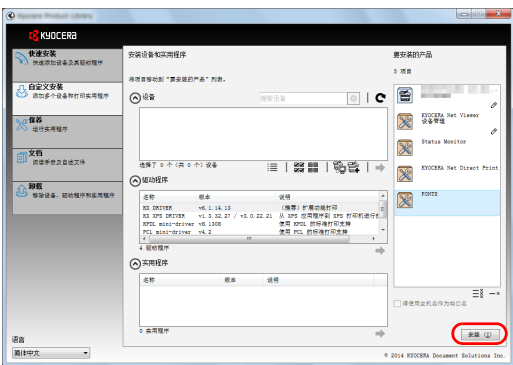 Kyocera Product Library
KYOCERA
快速安装
快速添加设备及其驱动程序
自定义安装
添加多个设备和打印实用程序
保养
运行实用程序
文档
阅读手册及自述文件
卸载
移除设备、驱动程序和实用程序
语言
简体中文
安装设备和实用程序
将项目移动到“要安装的产品”列表。
设备
搜索设备
选择了 0 个（共 0 个）设备
驱动程序
名称 版本 说明
KX DRIVER v6.1.14.13 （推荐）扩展功能打印
KX XPS DRIVER v1.3.32.27 / v3.0.22.21 从 XPS 应用程序到 XPS 打印机进行打
KPDL mini-driver v6.1308 使用 KPDL 的标准打印支持
PCL mini-driver v4.2 使用 PCL 的标准打印支持
4 驱动程序
实用程序
名称 版本 说明
0 实用程序
要安装的产品
5 项目
KYOCERA Net Viewer
设备管理
Status Monitor
KYOCERA Net Direct Print
FONTS
请使用主机名作为端口名
安装 (I)
© 2014 KYOCERA Document Solutions Inc.